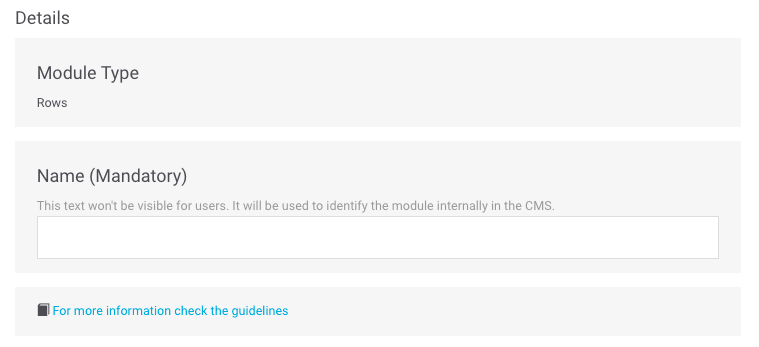 Details
Module Type
Rows
Name (Mandatory)
This text won't be visible for users. It will be used to identify the module internally in the CMS.
For more information check the guidelines